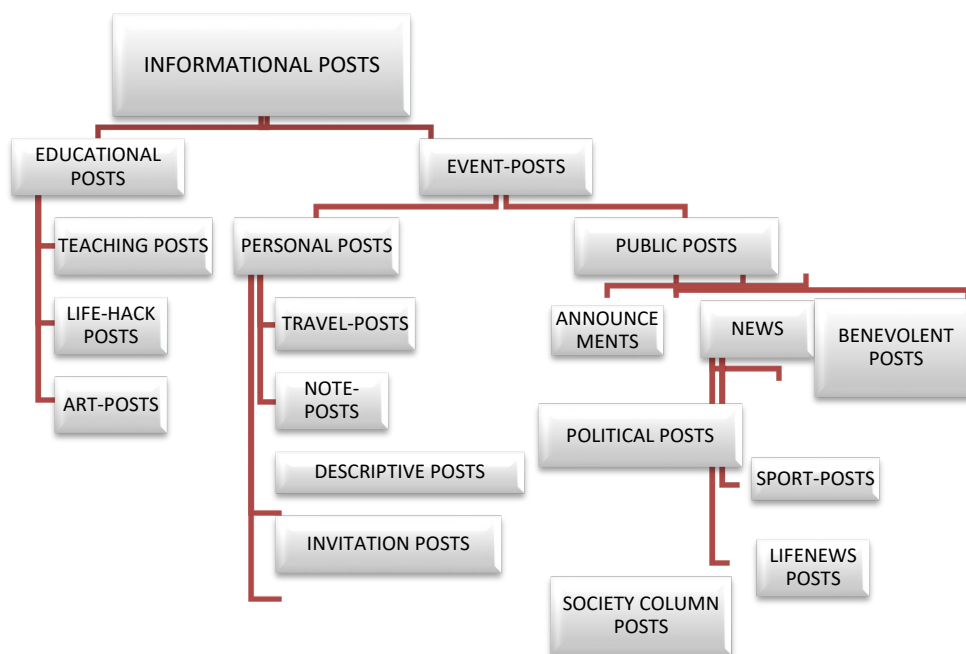 INFORMATIONAL POSTS
EDUCATIONAL
POSTS
EVENT-POSTS
TEACHING POSTS
PERSONAL POSTS
PUBLIC POSTS
LIFE-HACK
POSTS
TRAVEL-POSTS
ANNOUNCE
MENTS
NEWS
BENEVOLENT
POSTS
ART-POSTS
NOTE-
POSTS
POLITICAL POSTS
DESCRIPTIVE POSTS
SPORT-POSTS
INVITATION POSTS
LIFENEWS
POSTS
SOCIETY COLUMN
POSTS